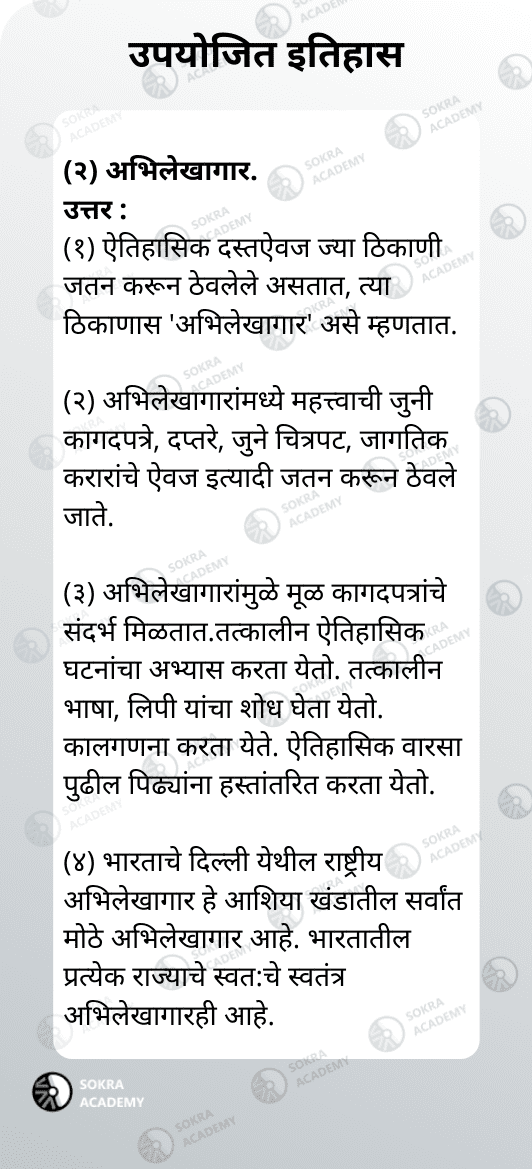 उपयोजित इतिहास
(२) अभिलेखागार.
उत्तर :
(१) ऐतिहासिक दस्तऐवज ज्या ठिकाणी
जतन करून ठेवलेले असतात, त्या
ठिकाणास 'अभिलेखागार' असे म्हणतात.
(२) अभिलेखागारांमध्ये महत्त्वाची जुनी
कागदपत्रे, दप्तरे, जुने चित्रपट, जागतिक
करारांचे ऐवज इत्यादी जतन करून ठेवले
जाते.
(३) अभिलेखागारांमुळे मूळ कागदपत्रांचे
संदर्भ मिळतात.तत्कालीन ऐतिहासिक
घटनांचा अभ्यास करता येतो. तत्कालीन
भाषा, लिपी यांचा शोध घेता येतो.
कालगणना करता येते. ऐतिहासिक वारसा
पुढील पिढ्यांना हस्तांतरित करता येतो.
(४) भारताचे दिल्ली येथील राष्ट्रीय
अभिलेखागार हे आशिया खंडातील सर्वांत
मोठे अभिलेखागार आहे. भारतातील
प्रत्येक राज्याचे स्वत:चे स्वतंत्र
अभिलेखागारही आहे.
SOKRA
ACADEMY